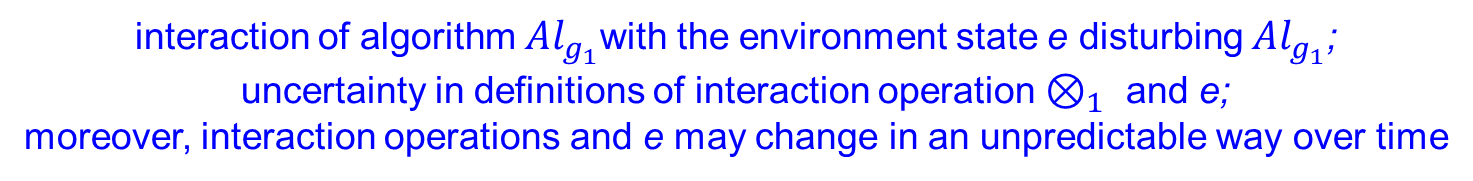 interaction of algorithm Al_{g_1} with the environment state e disturbing Al_{g_1};
uncertainty in definitions of interaction operation ⊗_1 and e;
moreover, interaction operations and e may change in an unpredictable way over time